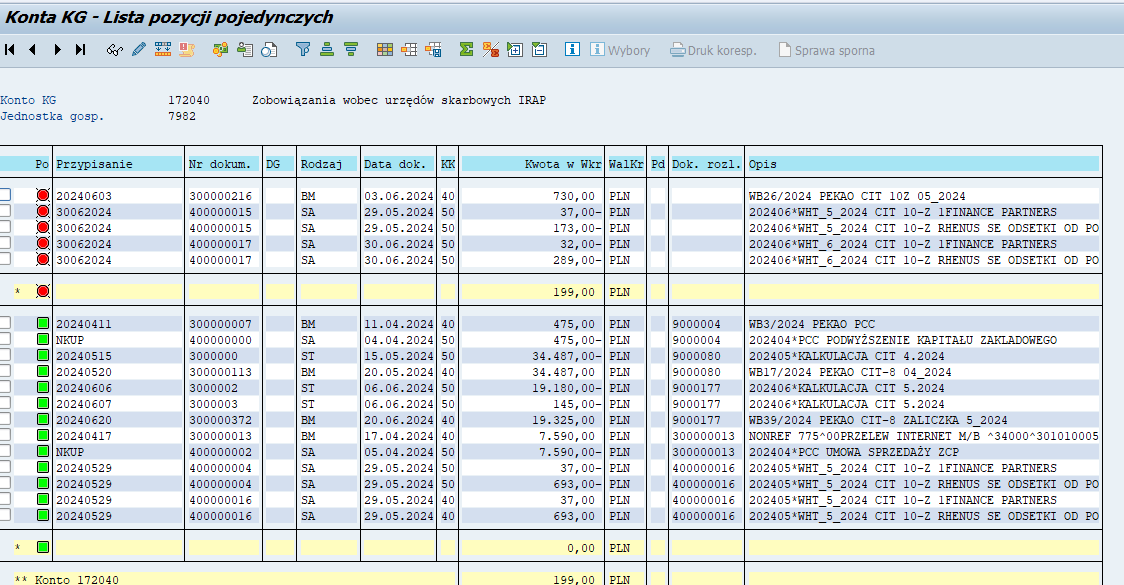 Konta KG - Lista pozycji pojedynczych
Wybory Druk koresp. Sprawa sporna
Konto KG 172040 Zobowiązania wobec urzędów skarbowych IRAP
Jednostka gosp. 7982
Po Przypisanie Nr dokum. DG Rodzaj Data dok. KK Kwota w Wkr WalKr Pd Dok. rozl. Opis
20240603 300000216 BM 03.06.2024 40 730,00 PLN WB26/2024 PEKAO CIT 10Z 05_2024
30062024 400000015 SA 29.05.2024 50 37,00- PLN 202406*WHT_5_2024 CIT 10-Z 1FINANCE PARTNERS
30062024 400000015 SA 29.05.2024 50 173,00- PLN 202406*WHT_5_2024 CIT 10-Z RHENUS SE ODSETKI OD PO
30062024 400000017 SA 30.06.2024 50 32,00- PLN 202406*WHT_6_2024 CIT 10-Z 1FINANCE PARTNERS
30062024 400000017 SA 30.06.2024 50 289,00- PLN 202406*WHT_6_2024 CIT 10-Z RHENUS SE ODSETKI OD PO
* 199,00 PLN
20240411 300000007 BM 11.04.2024 40 475,00 PLN 9000004 WB3/2024 PEKAO PCC
NKUP 400000000 SA 04.04.2024 50 475,00- PLN 9000004 202404*PCC PODWYŻSZENIE KAPITAŁU ZAKLADOWEGO
20240515 3000000 ST 15.05.2024 50 34.487,00- PLN 9000080 202405*KALKULACJA CIT 4.2024
20240520 300000113 BM 20.05.2024 40 34.487,00 PLN 9000080 WB17/2024 PEKAO CIT-8 04_2024
20240606 3000002 ST 06.06.2024 50 19.180,00- PLN 9000177 202406*KALKULACJA CIT 5.2024
20240607 3000003 ST 06.06.2024 50 145,00- PLN 9000177 202406*KALKULACJA CIT 5.2024
20240620 300000372 BM 20.06.2024 40 19.325,00 PLN 9000177 WB39/2024 PEKAO CIT-8 ZALICZKA 5_2024
20240417 300000013 BM 17.04.2024 40 7.590,00 PLN 300000013 NONREF 775^00PRZELEW INTERNET M/B ^34000^301010005
NKUP 400000002 SA 05.04.2024 50 7.590,00- PLN 300000013 202404*PCC UMOWA SPRZEDAŻY ZCP
20240529 400000004 SA 29.05.2024 50 37,00- PLN 400000016 202405*WHT_5_2024 CIT 10-Z 1FINANCE PARTNERS
20240529 400000004 SA 29.05.2024 50 693,00- PLN 400000016 202405*WHT_5_2024 CIT 10-Z RHENUS SE ODSETKI OD PO
20240529 400000016 SA 29.05.2024 40 37,00 PLN 400000016 202405*WHT_5_2024 CIT 10-Z 1FINANCE PARTNERS
20240529 400000016 SA 29.05.2024 40 693,00 PLN 400000016 202405*WHT_5_2024 CIT 10-Z RHENUS SE ODSETKI OD PO
* 0,00 PLN
** Konto 172040 199,00 PLN